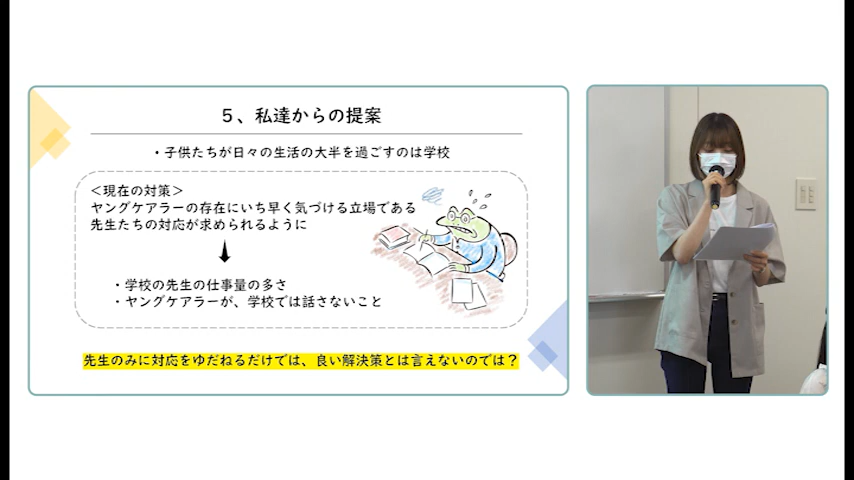 ５、私達からの提案
・子供たちが日々の生活の大半を過ごすのは学校
＜現在の対策＞
ヤングケアラーの存在にいち早く気づける立場である
先生たちの対応が求められるように
・学校の先生の仕事量の多さ
・ヤングケアラーが、学校では話さないこと
先生のみに対応をゆだねるだけでは、良い解決策とは言えないのでは？